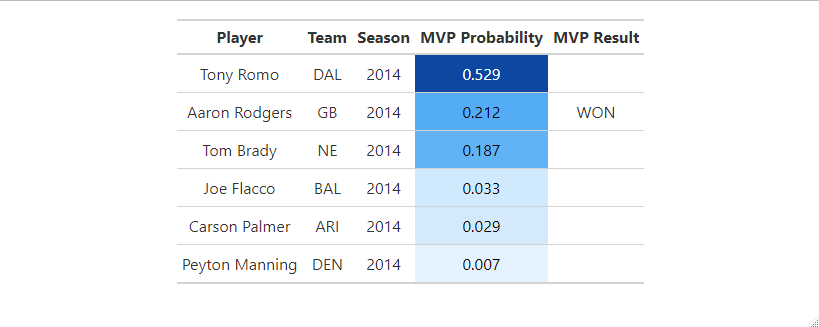 Player Team Season MVP Probability MVP Result
Tony Romo DAL 2014 0.529
Aaron Rodgers GB 2014 0.212 WON
Tom Brady NE 2014 0.187
Joe Flacco BAL 2014 0.033
Carson Palmer ARI 2014 0.029
Peyton Manning DEN 2014 0.007